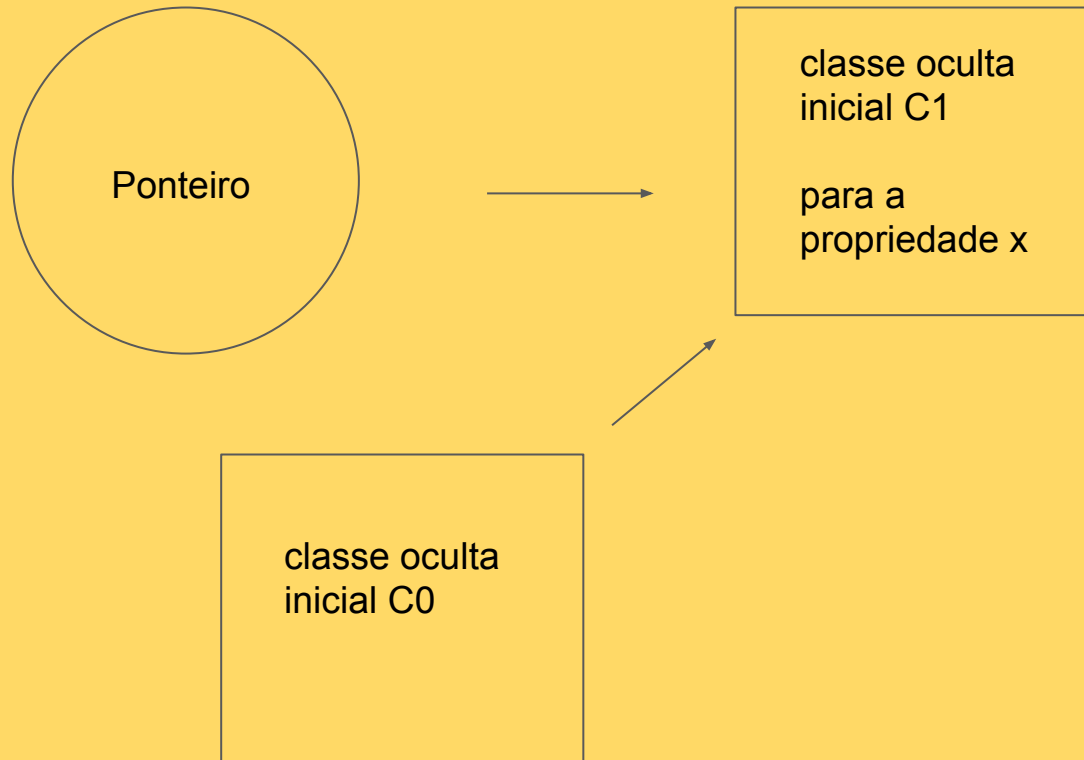 Ponteiro
classe oculta
inicial C1
para a
propriedade x
classe oculta
inicial C0